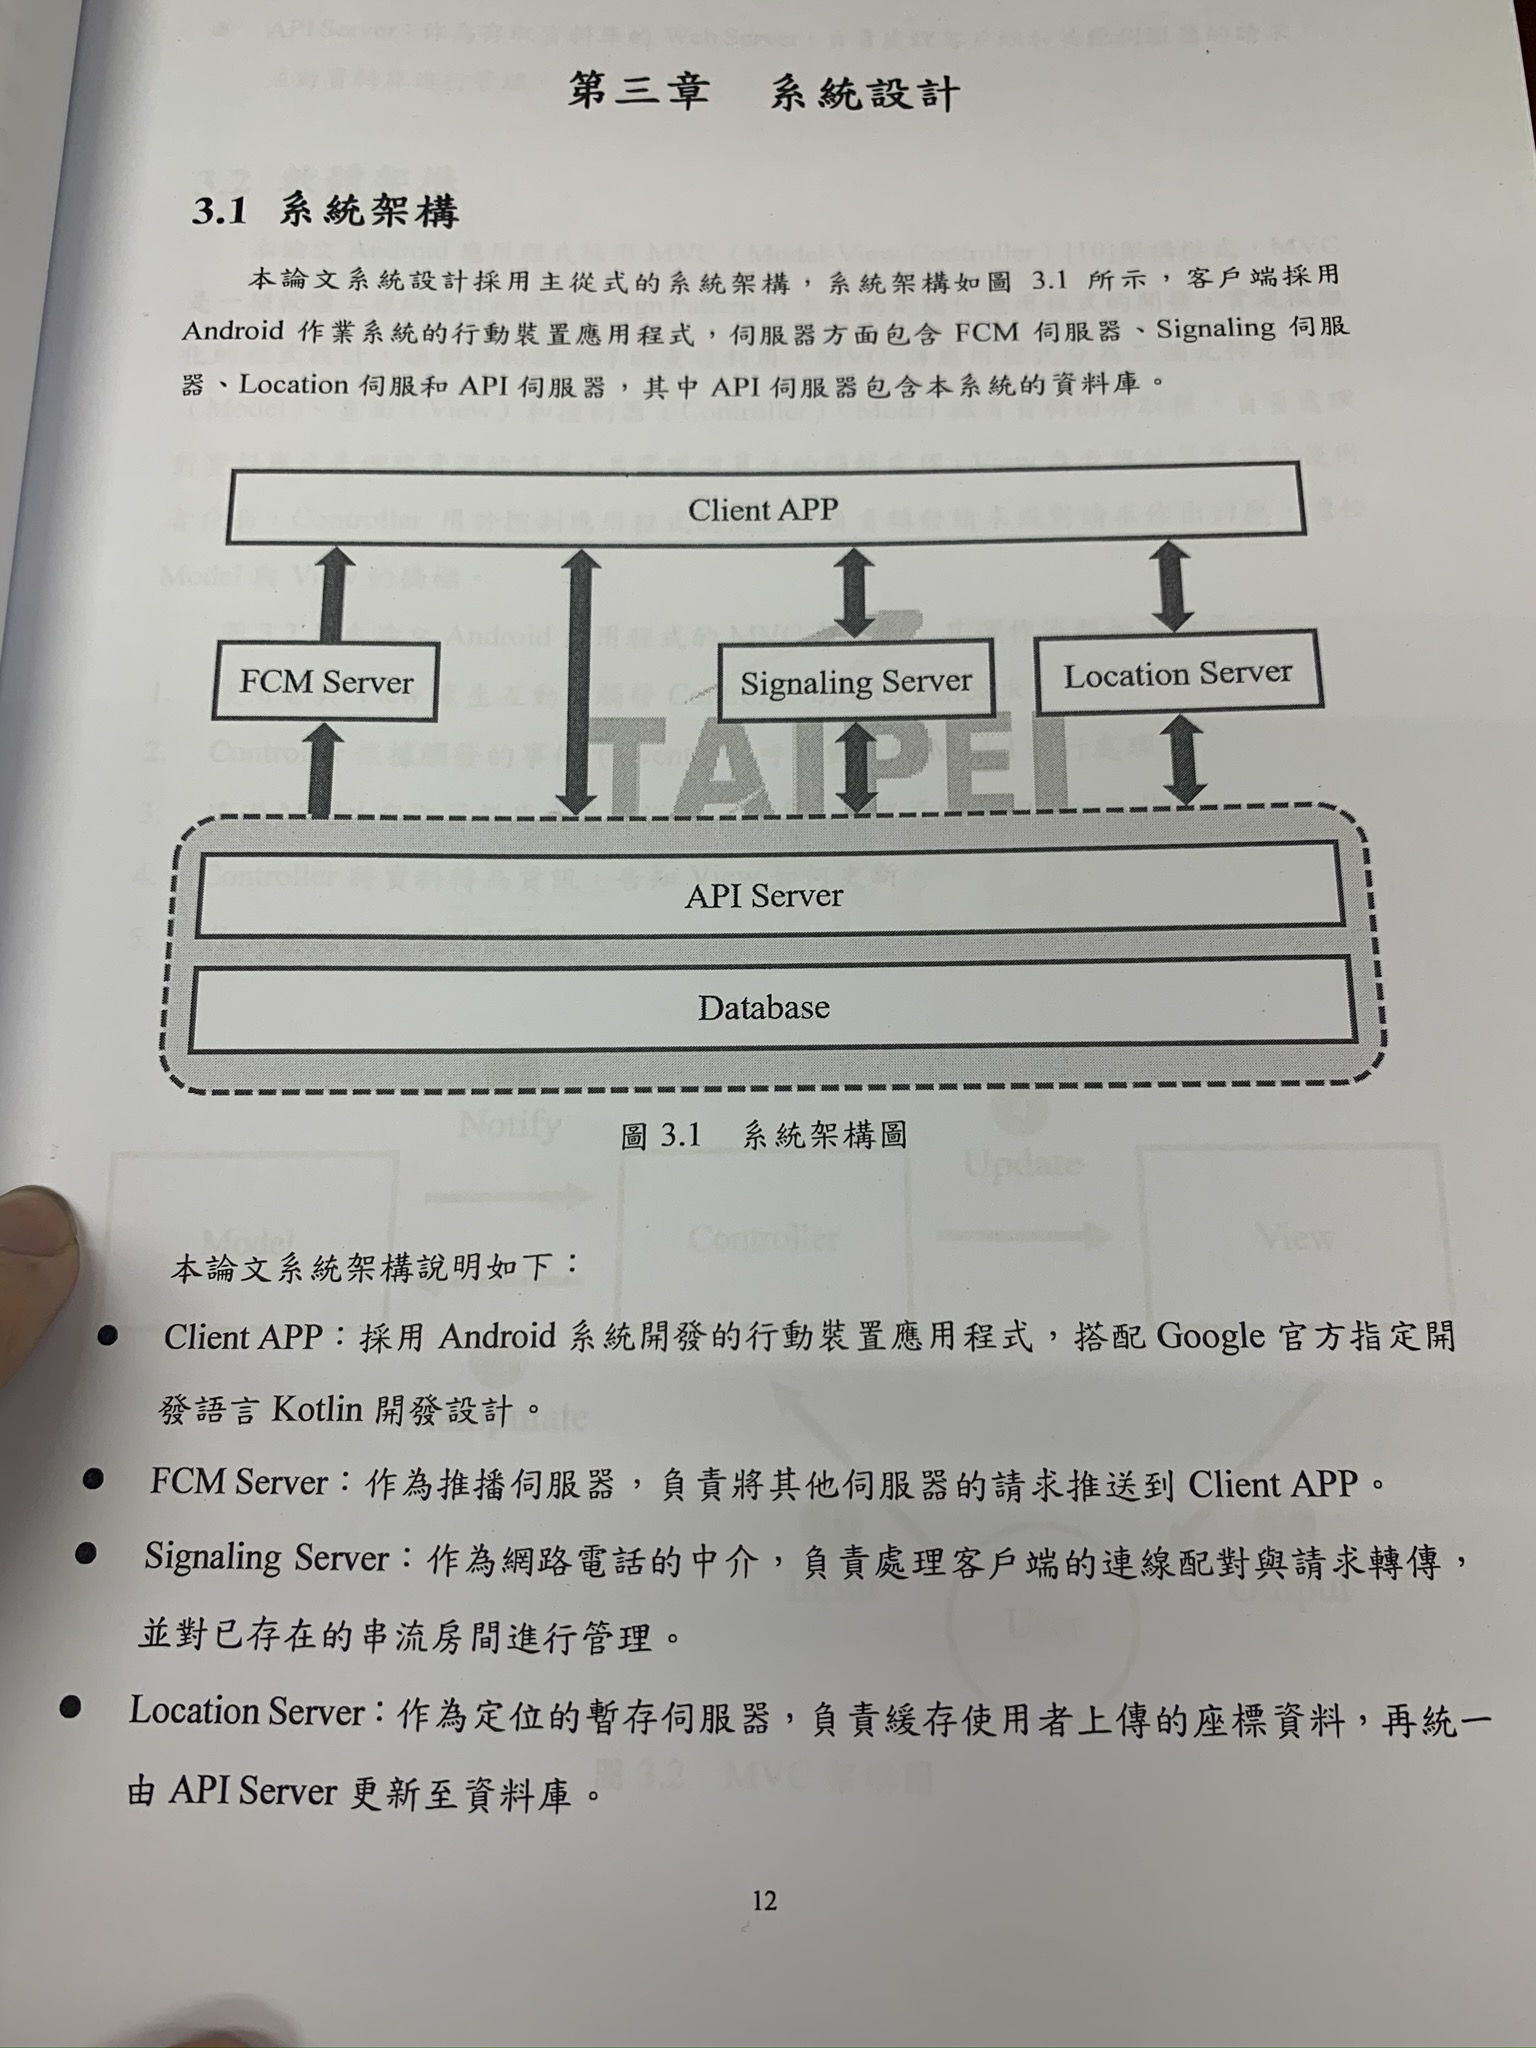 第三章　系統設計
3.1 系統架構
本論文系統設計採用主從式的系統架構，系統架構如圖 3.1 所示，客戶端採用
Android 作業系統的行動裝置應用程式，伺服器方面包含 FCM 伺服器、Signaling 伺服
器、Location 伺服和 API 伺服器，其中 API 伺服器包含本系統的資料庫。
Client APP
FCM Server
Signaling Server
Location Server
TAIPEI
API Server
Database
圖 3.1　系統架構圖
本論文系統架構說明如下：
● Client APP：採用 Android 系統開發的行動裝置應用程式，搭配 Google 官方指定開
發語言 Kotlin 開發設計。
● FCM Server：作為推播伺服器，負責將其他伺服器的請求推送到 Client APP。
● Signaling Server：作為網路電話的中介，負責處理客戶端的連線配對與請求轉傳，
並對已存在的串流房間進行管理。
● Location Server：作為定位的暫存伺服器，負責緩存使用者上傳的座標資料，再統一
由 API Server 更新至資料庫。
12